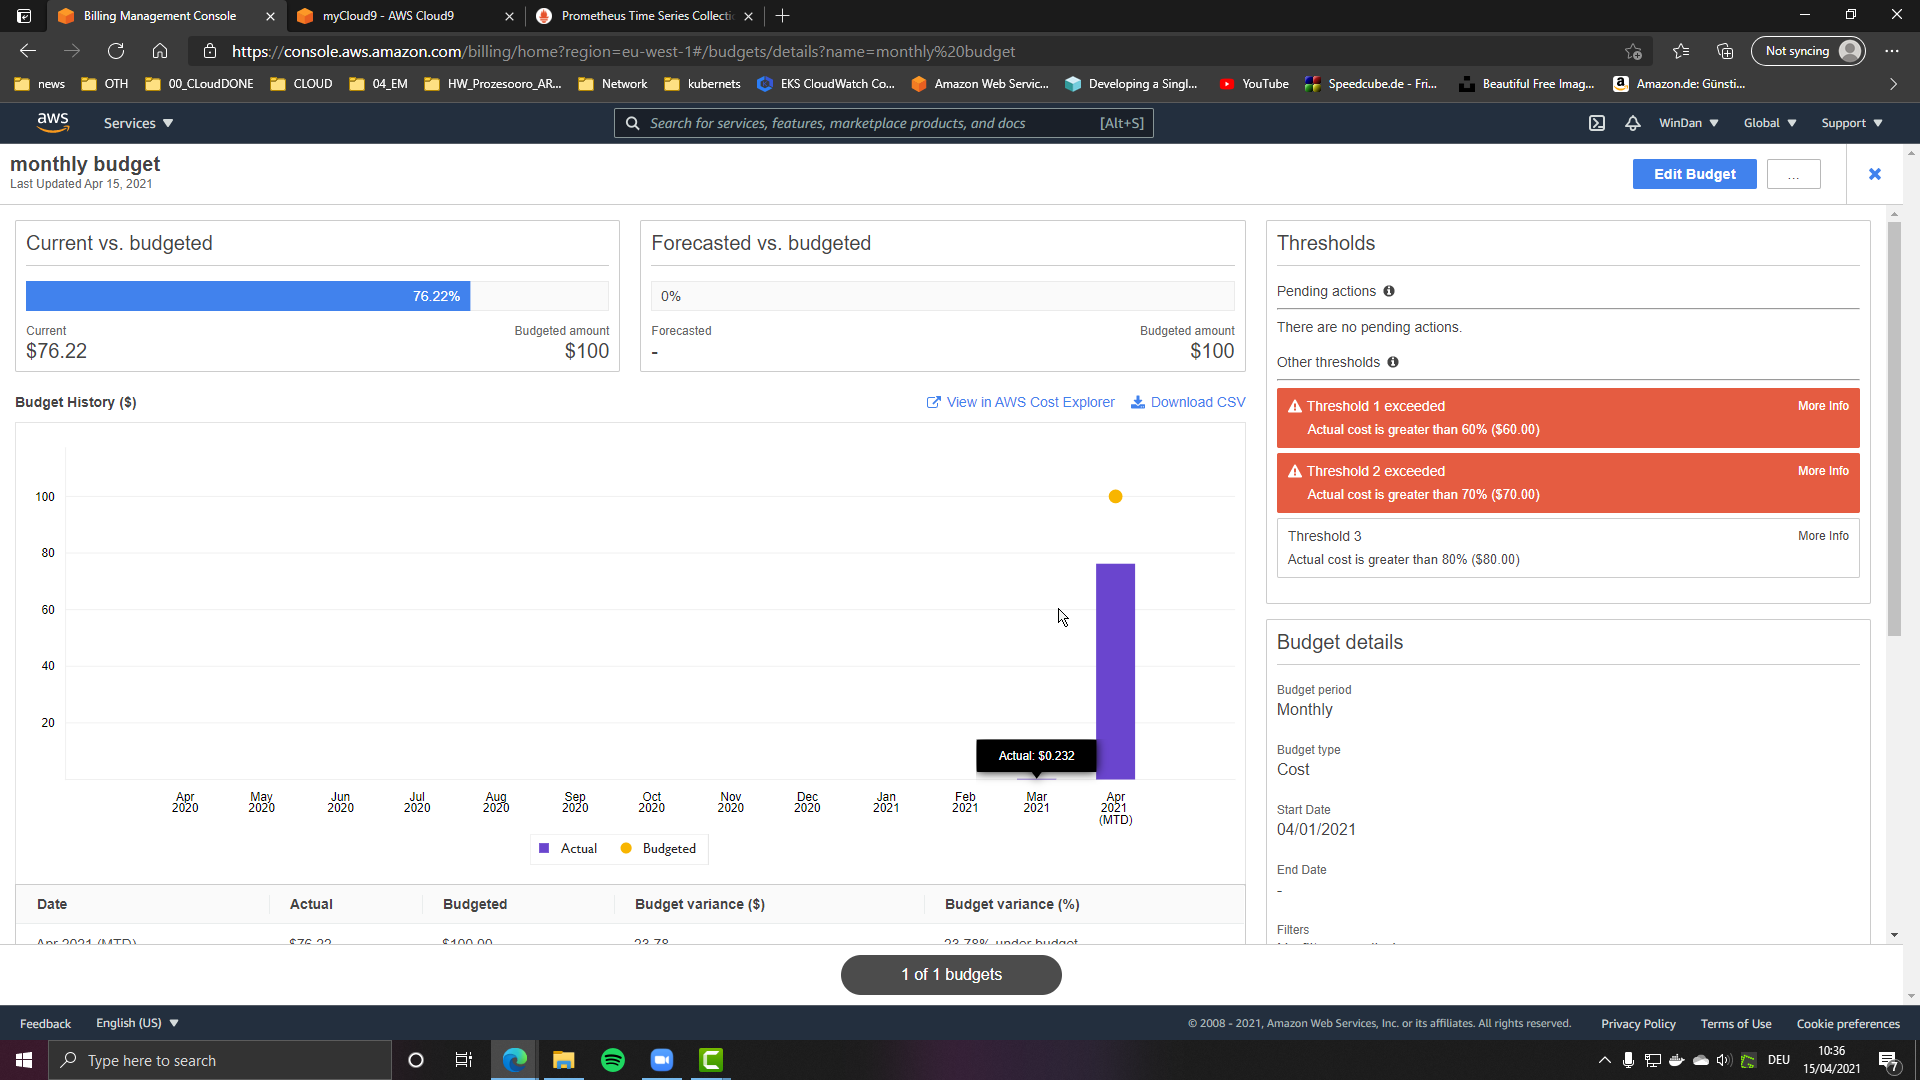 Billing Management Console
myCloud9 - AWS Cloud9
Prometheus Time Series Collecti
https://console.aws.amazon.com/billing/home?region=eu-west-1#/budgets/details?name=monthly%20budget
Not syncing
news
OTH
00_CLoudDONE
CLOUD
04_EM
HW_Prozesooro_AR...
Network
kubernets
EKS CloudWatch Co...
Amazon Web Servic...
Developing a Singl...
YouTube
Speedcube.de - Fri...
Beautiful Free Imag...
Amazon.de: Günsti...
aws
Services
Search for services, features, marketplace products, and docs
[Alt+S]
WinDan
Global
Support
monthly budget
Last Updated Apr 15, 2021
Edit Budget
...
Current vs. budgeted
76.22%
Current
Budgeted amount
$76.22
$100
Forecasted vs. budgeted
0%
Forecasted
Budgeted amount
-
$100
Thresholds
Pending actions
There are no pending actions.
Other thresholds
Threshold 1 exceeded
More Info
Actual cost is greater than 60% ($60.00)
Threshold 2 exceeded
More Info
Actual cost is greater than 70% ($70.00)
Threshold 3
More Info
Actual cost is greater than 80% ($80.00)
Budget History ($)
View in AWS Cost Explorer
Download CSV
100
80
60
40
20
Actual: $0.232
Apr 2020
May 2020
Jun 2020
Jul 2020
Aug 2020
Sep 2020
Oct 2020
Nov 2020
Dec 2020
Jan 2021
Feb 2021
Mar 2021
Apr 2021 (MTD)
Actual
Budgeted
Date
Actual
Budgeted
Budget variance ($)
Budget variance (%)
Apr 2021 (MTD)
$76.22
$100.00
23.78
23.78% under budget
Budget details
Budget period
Monthly
Budget type
Cost
Start Date
04/01/2021
End Date
-
Filters
1 of 1 budgets
Feedback
English (US)
© 2008 - 2021, Amazon Web Services, Inc. or its affiliates. All rights reserved.
Privacy Policy
Terms of Use
Cookie preferences
Type here to search
DEU
10:36
15/04/2021
7